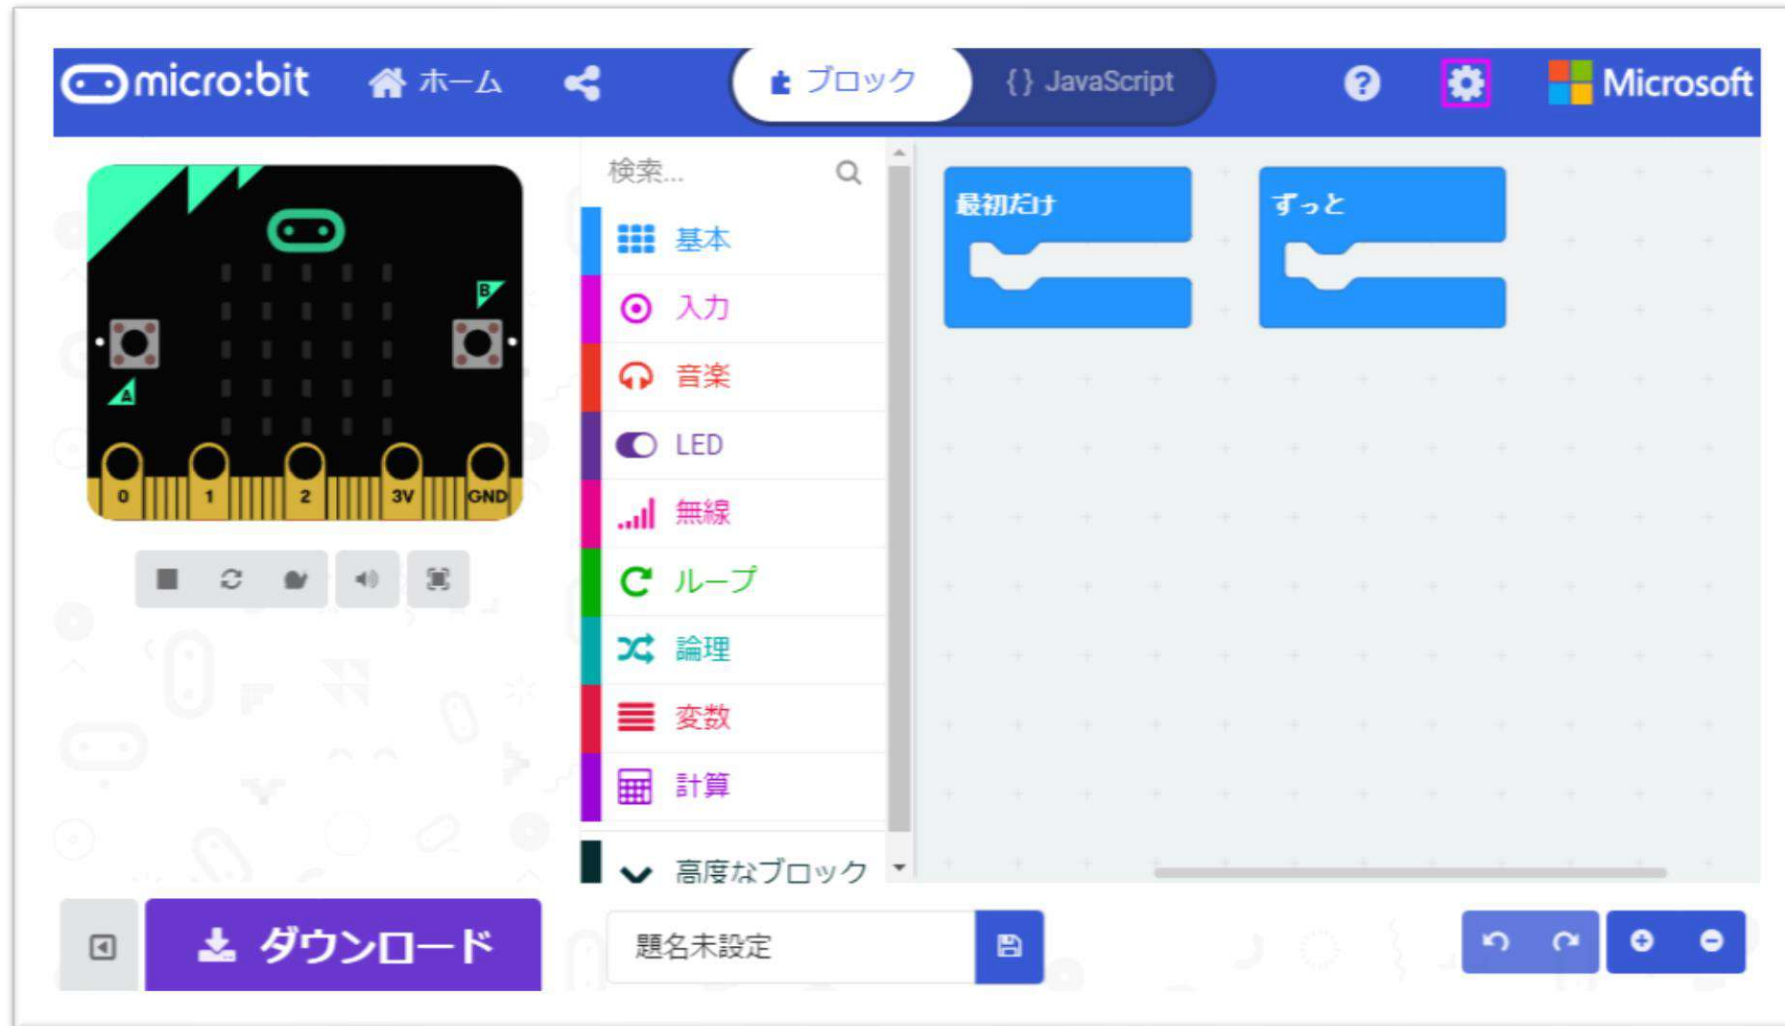 micro:bit ホーム ブロック {} JavaScript Microsoft
検索...
基本
入力
音楽
LED
無線
ループ
論理
変数
計算
高度なブロック
最初だけ
ずっと
B
A
0 1 2 3V GND
ダウンロード
題名未設定